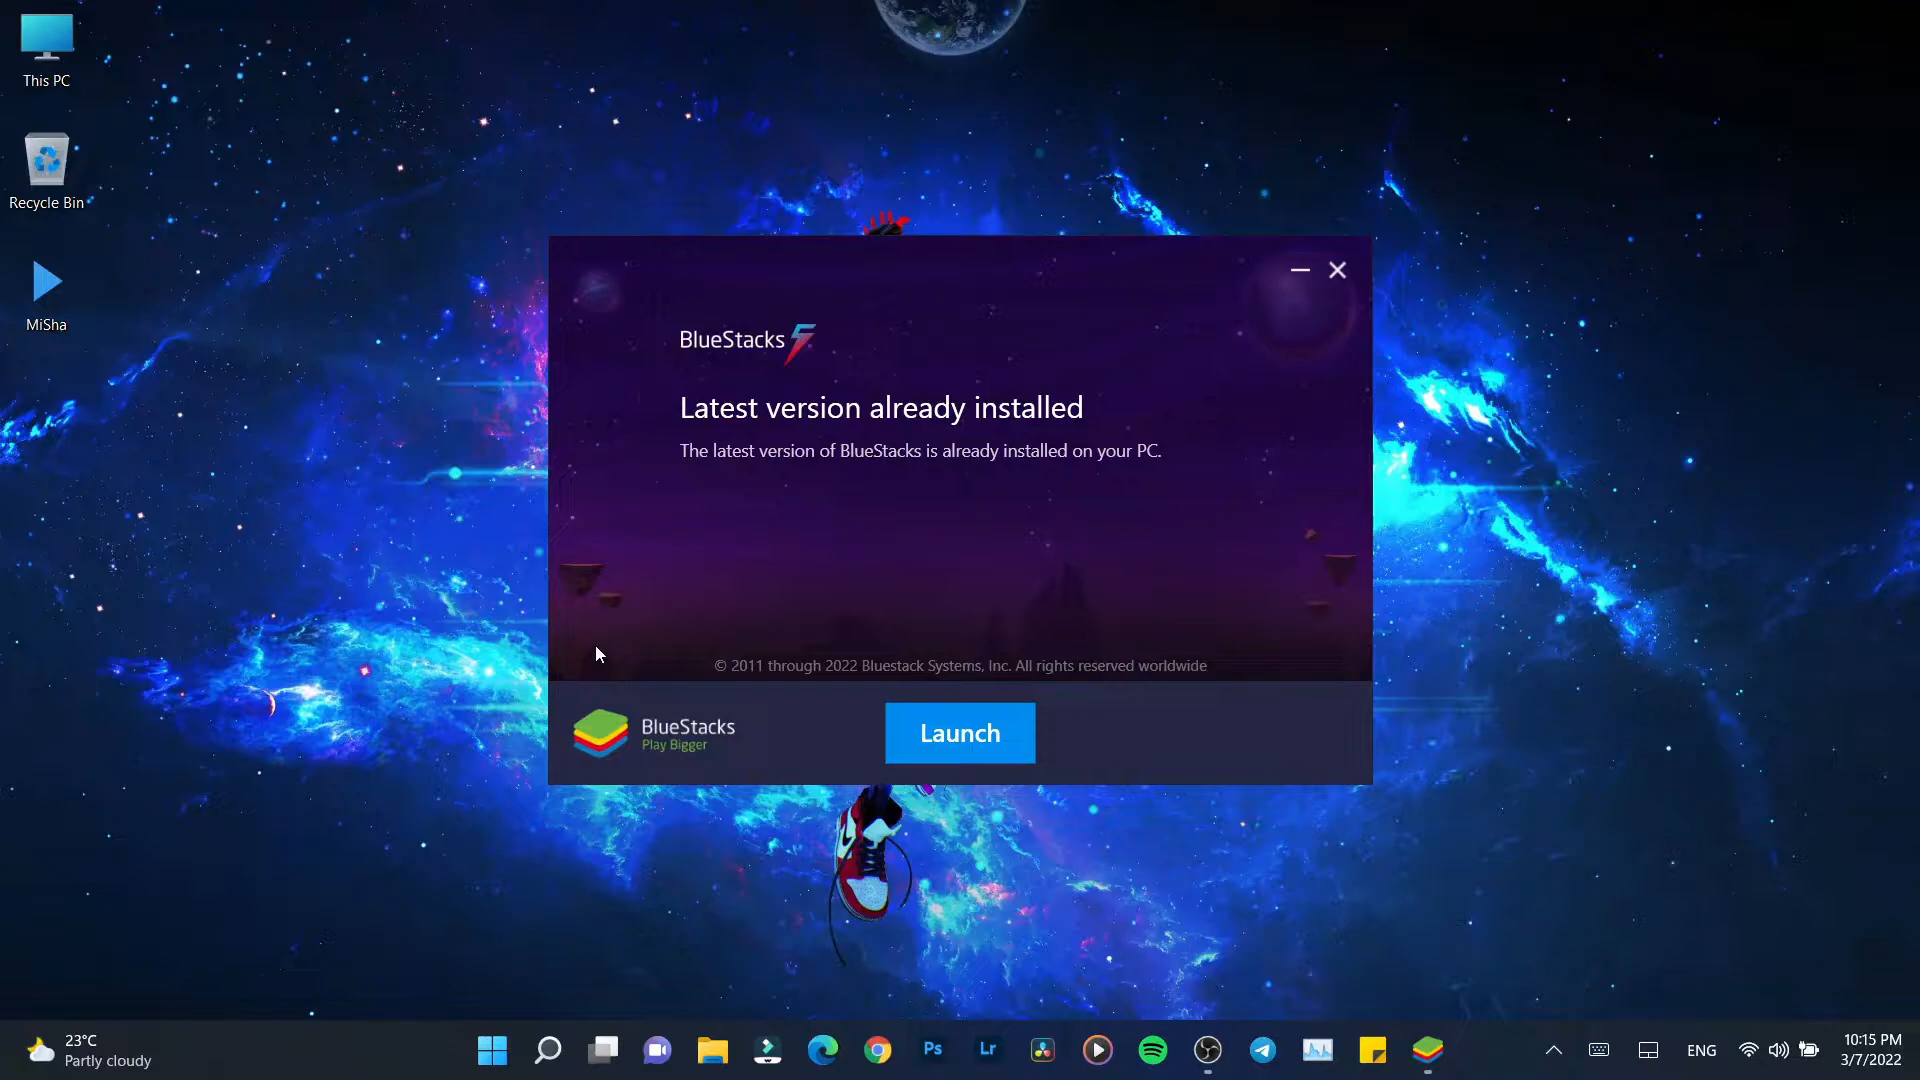 This PC
Recycle Bin
MiSha
BlueStacks 5
Latest version already installed
The latest version of BlueStacks is already installed on your PC.
© 2011 through 2022 Bluestack Systems, Inc. All rights reserved worldwide
BlueStacks
Play Bigger
Launch
23°C
Partly cloudy
Ps
Lr
ENG
10:15 PM
3/7/2022